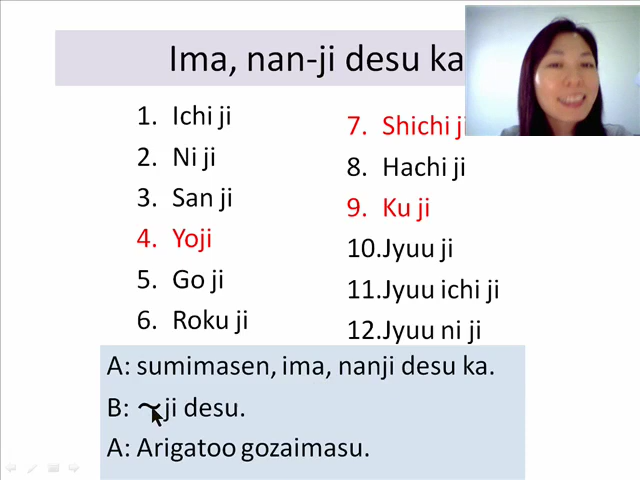 Ima, nan-ji desu ka
1. Ichi ji
2. Ni ji
3. San ji
4. Yoji
5. Go ji
6. Roku ji
7. Shichi ji
8. Hachi ji
9. Ku ji
10.Jyuu ji
11.Jyuu ichi ji
12.Jyuu ni ji
A: sumimasen, ima, nanji desu ka.
B: ~ji desu.
A: Arigatoo gozaimasu.